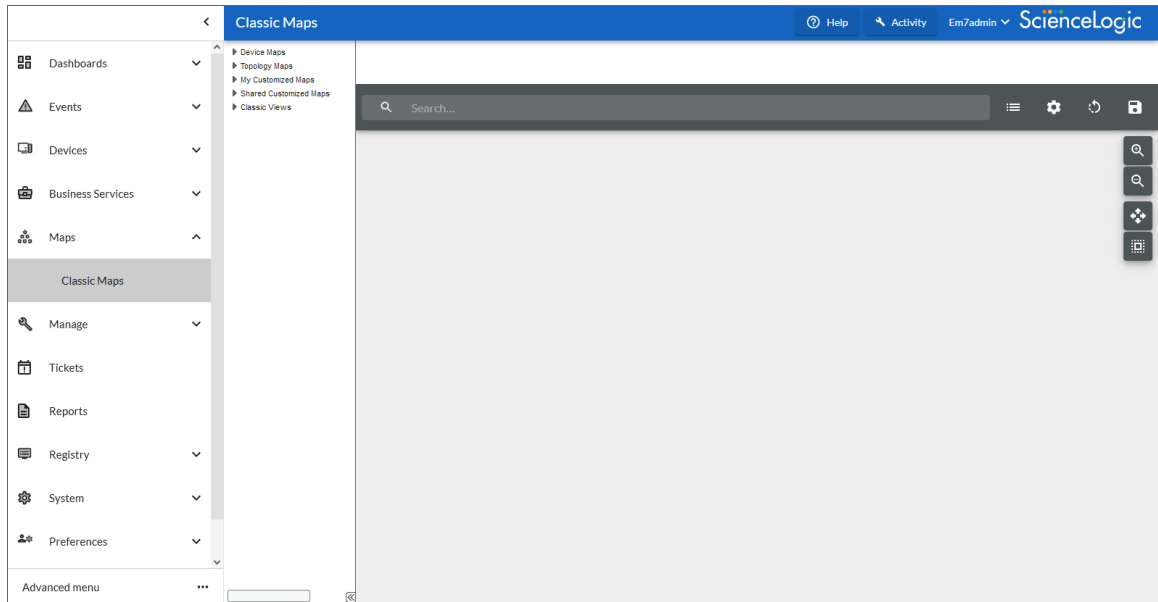 Classic Maps
Help
Activity
Em7admin
ScienceLogic
Dashboards
Events
Devices
Business Services
Maps
Classic Maps
Manage
Tickets
Reports
Registry
System
Preferences
Advanced menu
Device Maps
Topology Maps
My Customized Maps
Shared Customized Maps
Classic Views
Search...